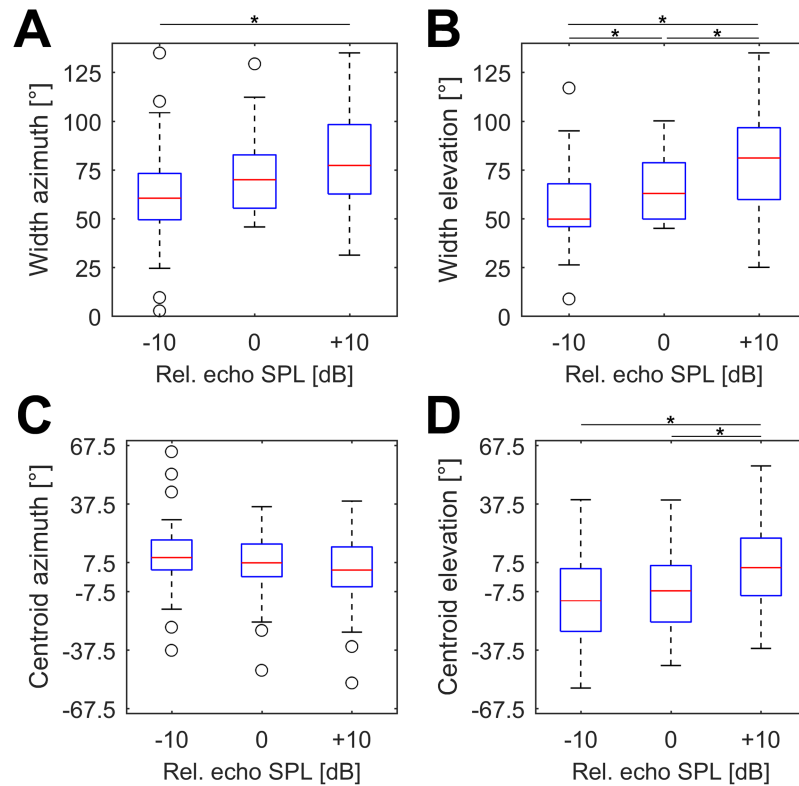 A
*
Width azimuth [°]
125
100
75
50
25
0
-10 0 +10
Rel. echo SPL [dB]
B
*
* *
Width elevation [°]
125
100
75
50
25
0
-10 0 +10
Rel. echo SPL [dB]
C
Centroid azimuth [°]
67.5
37.5
7.5
-7.5
-37.5
-67.5
-10 0 +10
Rel. echo SPL [dB]
D
*
*
Centroid elevation [°]
67.5
37.5
7.5
-7.5
-37.5
-67.5
-10 0 +10
Rel. echo SPL [dB]